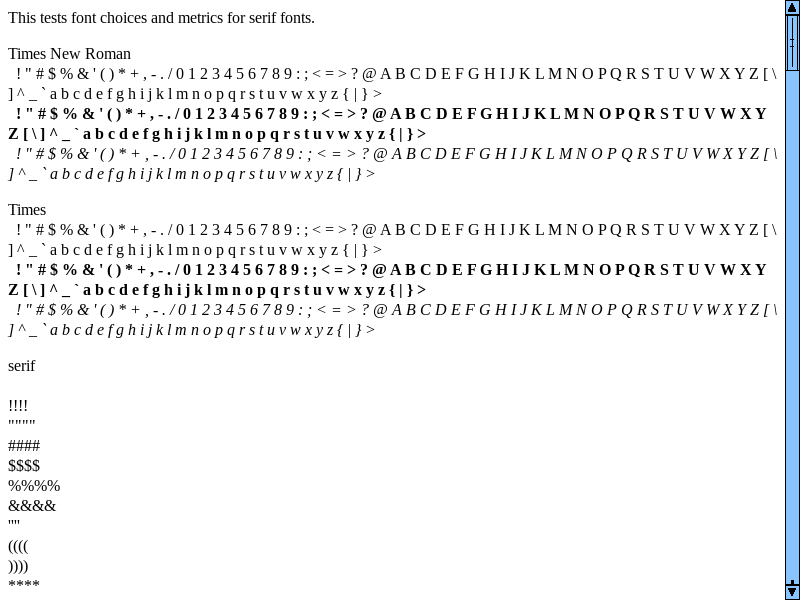 This tests font choices and metrics for serif fonts.
Times New Roman
! " # $ % & ' ( ) * + , - . / 0 1 2 3 4 5 6 7 8 9 : ; < = > ? @ A B C D E F G H I J K L M N O P Q R S T U V W X Y Z [ \
] ^ _ ` a b c d e f g h i j k l m n o p q r s t u v w x y z { | } >
! " # $ % & ' ( ) * + , - . / 0 1 2 3 4 5 6 7 8 9 : ; < = > ? @ A B C D E F G H I J K L M N O P Q R S T U V W X Y
Z [ \ ] ^ _ ` a b c d e f g h i j k l m n o p q r s t u v w x y z { | } >
! " # $ % & ' ( ) * + , - . / 0 1 2 3 4 5 6 7 8 9 : ; < = > ? @ A B C D E F G H I J K L M N O P Q R S T U V W X Y Z [ \
] ^ _ ` a b c d e f g h i j k l m n o p q r s t u v w x y z { | } >
Times
! " # $ % & ' ( ) * + , - . / 0 1 2 3 4 5 6 7 8 9 : ; < = > ? @ A B C D E F G H I J K L M N O P Q R S T U V W X Y Z [ \
] ^ _ ` a b c d e f g h i j k l m n o p q r s t u v w x y z { | } >
! " # $ % & ' ( ) * + , - . / 0 1 2 3 4 5 6 7 8 9 : ; < = > ? @ A B C D E F G H I J K L M N O P Q R S T U V W X Y
Z [ \ ] ^ _ ` a b c d e f g h i j k l m n o p q r s t u v w x y z { | } >
! " # $ % & ' ( ) * + , - . / 0 1 2 3 4 5 6 7 8 9 : ; < = > ? @ A B C D E F G H I J K L M N O P Q R S T U V W X Y Z [ \
] ^ _ ` a b c d e f g h i j k l m n o p q r s t u v w x y z { | } >
serif
!!!!
""""
####
$$$$
%%%%
&&&&
''''
((((
))))
****